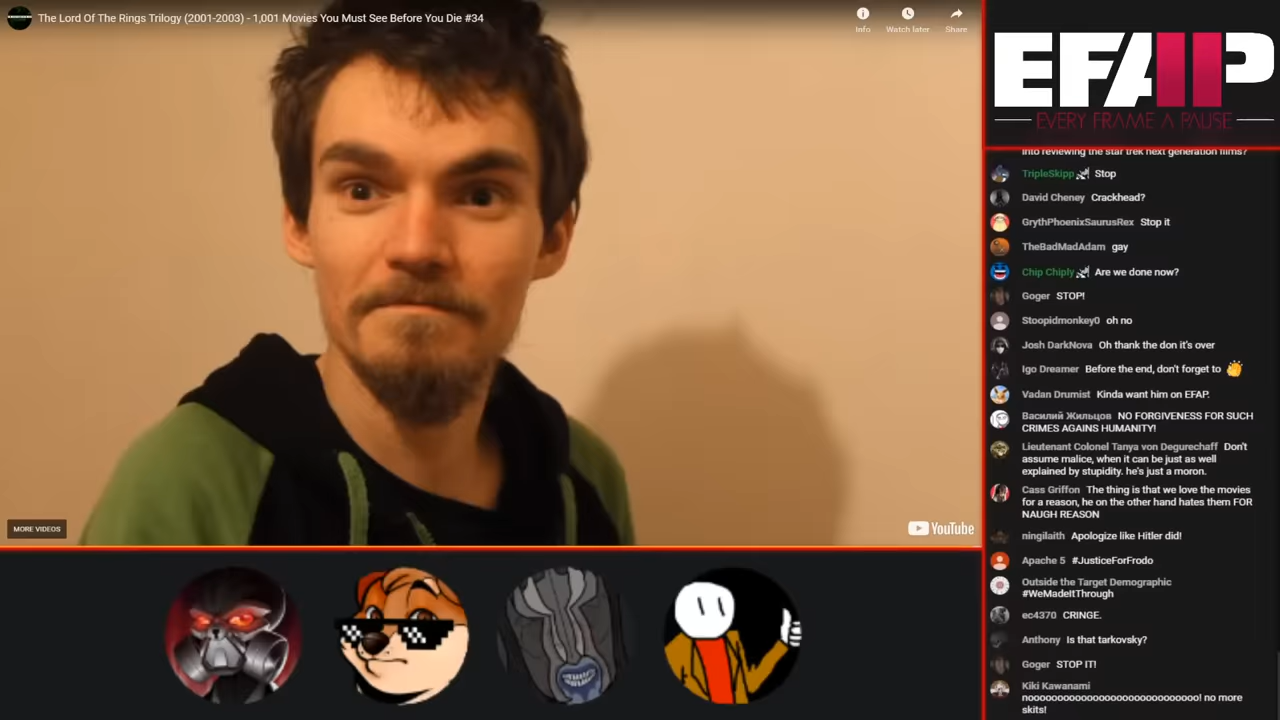 The Lord Of The Rings Trilogy (2001-2003) - 1,001 Movies You Must See Before You Die #34
Info
Watch later
Share
MORE VIDEOS
YouTube
EFAP
EVERY FRAME A PAUSE
into reviewing the star trek next generation films?
TripleSkipp Stop
David Cheney Crackhead?
GrythPhoenixSaurusRex Stop it
TheBadMadAdam gay
Chip Chiply Are we done now?
Goger STOP!
Stoopidmonkey0 oh no
Josh DarkNova Oh thank the don it's over
Igo Dreamer Before the end, don't forget to
Vadan Drumist Kinda want him on EFAP.
Василий Жильцов NO FORGIVENESS FOR SUCH
CRIMES AGAINS HUMANITY!
Lieutenant Colonel Tanya von Degurechaff Don't
assume malice, when it can be just as well
explained by stupidity. he's just a moron.
Cass Griffon The thing is that we love the movies
for a reason, he on the other hand hates them FOR
NAUGH REASON
ningilaith Apologize like Hitler did!
Apache 5 #JusticeForFrodo
Outside the Target Demographic
#WeMadeItThrough
ec4370 CRINGE.
Anthony Is that tarkovsky?
Goger STOP IT!
Kiki Kawanami
noooooooooooooooooooooooooooo! no more
skits!